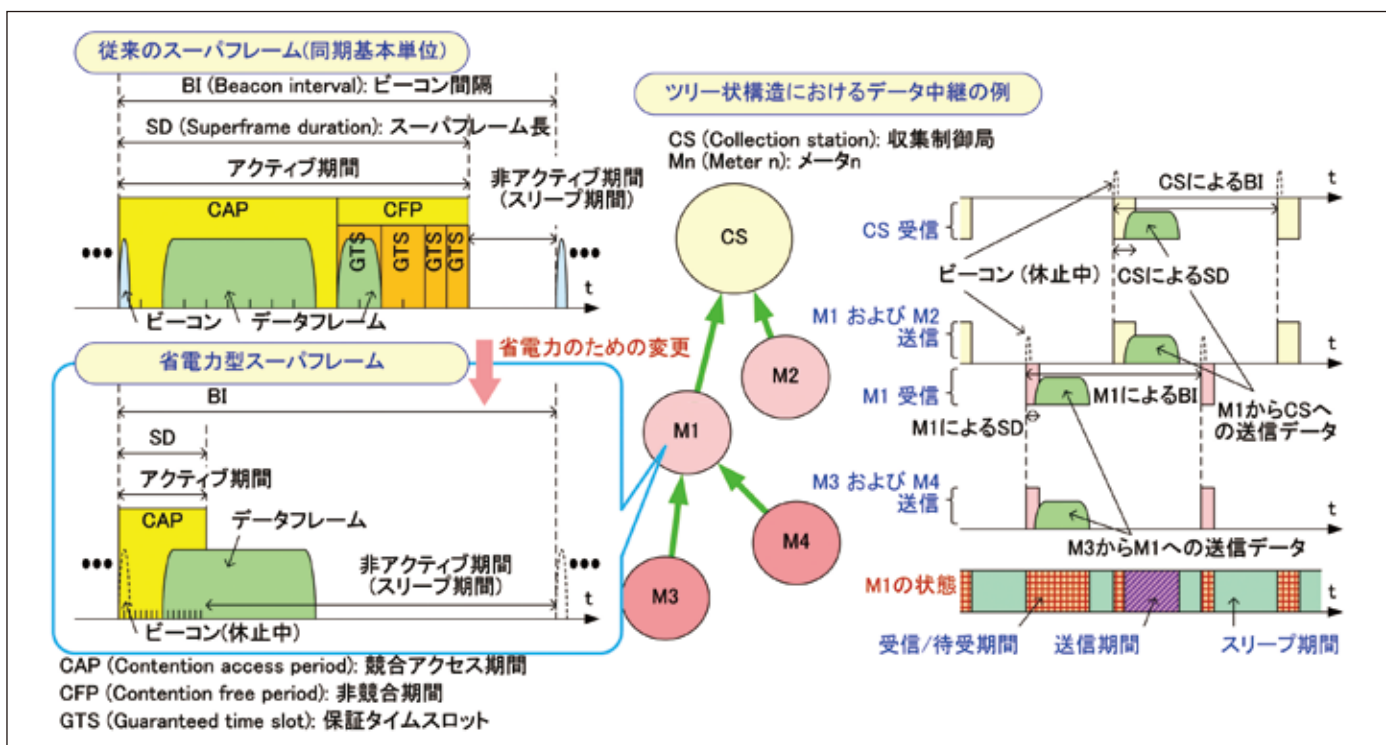 従来のスーパフレーム(同期基本単位)
BI (Beacon interval): ビーコン間隔
SD (Superframe duration): スーパフレーム長
アクティブ期間
非アクティブ期間
(スリープ期間)
CAP
CFP
GTS
GTS
GTS
GTS
•••
•••
t
ビーコン
データフレーム
省電力型スーパフレーム
省電力のための変更
BI
SD
アクティブ期間
CAP
データフレーム
非アクティブ期間
(スリープ期間)
•••
•••
t
ビーコン(休止中)
CAP (Contention access period): 競合アクセス期間
CFP (Contention free period): 非競合期間
GTS (Guaranteed time slot): 保証タイムスロット
ツリー状構造におけるデータ中継の例
CS (Collection station): 収集制御局
Mn (Meter n): メータn
CS
M2
M1
M4
M3
CSによるBI
t
CS 受信
ビーコン (休止中)
CSによるSD
M1 および M2
送信
t
M1 受信
M1によるBI
M1によるSD
M1からCSへ
の送信データ
M3 および M4
送信
t
M3からM1への送信データ
M1の状態
t
受信/待受期間
送信期間
スリープ期間